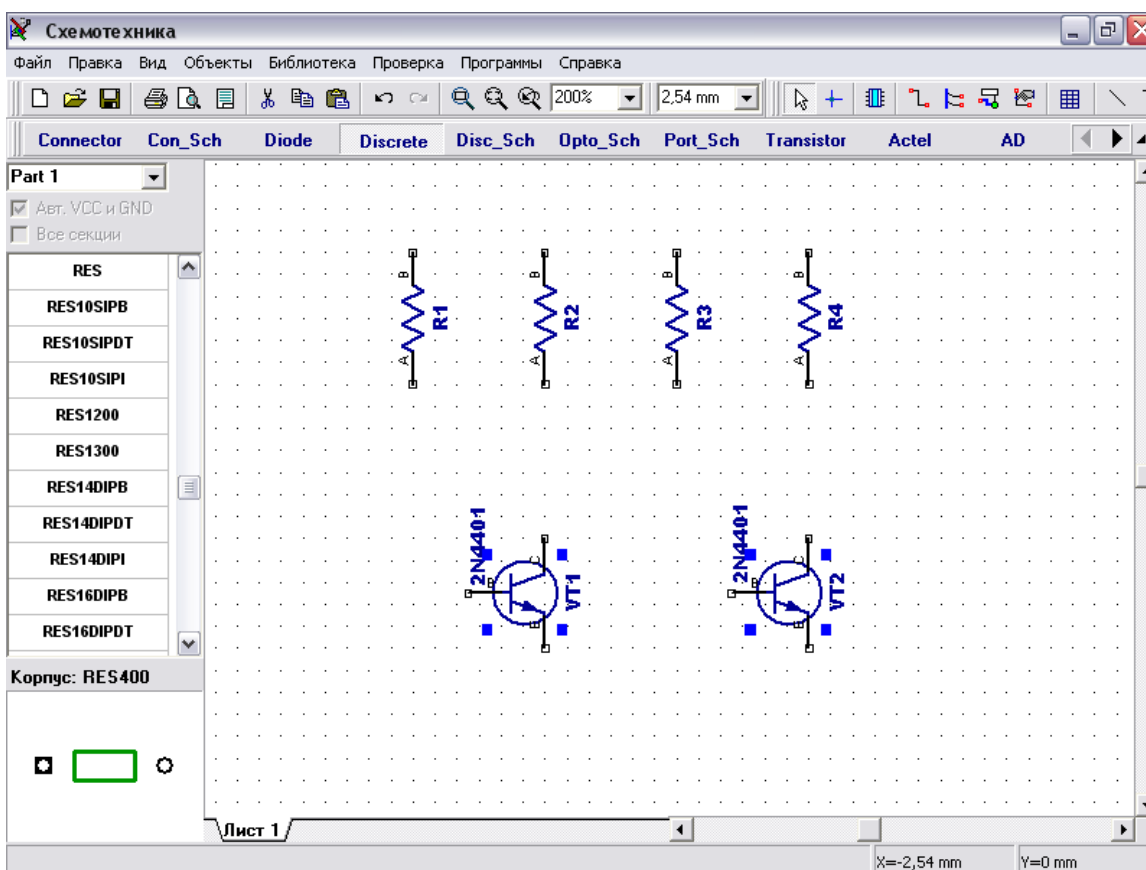 Схемотехника
Файл Правка Вид Объекты Библиотека Проверка Программы Справка
200% 2,54 mm
Connector Con_Sch Diode Discrete Disc_Sch Opto_Sch Port_Sch Transistor Actel AD
Part 1
Авт. VCC и GND
Все секции
RES
RES10SIPB
RES10SIPDT
RES10SIPI
RES1200
RES1300
RES14DIPB
RES14DIPDT
RES14DIPI
RES16DIPB
RES16DIPDT
Корпус: RES400
B B B B
R1 R2 R3 R4
A A A A
2N4401 2N4401
C C
B B
VT1 VT2
E E
Лист 1
X=-2,54 mm Y=0 mm